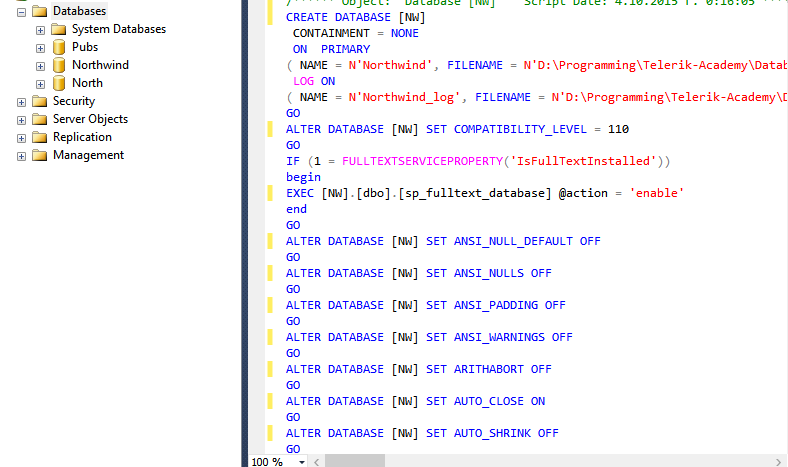 Databases
System Databases
Pubs
Northwind
North
Security
Server Objects
Replication
Management
/****** Object: Database [NW] Script Date: 4.10.2015 г. 0:16:05 ****
CREATE DATABASE [NW]
CONTAINMENT = NONE
ON PRIMARY
( NAME = N'Northwind', FILENAME = N'D:\Programming\Telerik-Academy\Datab
LOG ON
( NAME = N'Northwind_log', FILENAME = N'D:\Programming\Telerik-Academy\D
GO
ALTER DATABASE [NW] SET COMPATIBILITY_LEVEL = 110
GO
IF (1 = FULLTEXTSERVICEPROPERTY('IsFullTextInstalled'))
begin
EXEC [NW].[dbo].[sp_fulltext_database] @action = 'enable'
end
GO
ALTER DATABASE [NW] SET ANSI_NULL_DEFAULT OFF
GO
ALTER DATABASE [NW] SET ANSI_NULLS OFF
GO
ALTER DATABASE [NW] SET ANSI_PADDING OFF
GO
ALTER DATABASE [NW] SET ANSI_WARNINGS OFF
GO
ALTER DATABASE [NW] SET ARITHABORT OFF
GO
ALTER DATABASE [NW] SET AUTO_CLOSE ON
GO
ALTER DATABASE [NW] SET AUTO_SHRINK OFF
GO
100 %